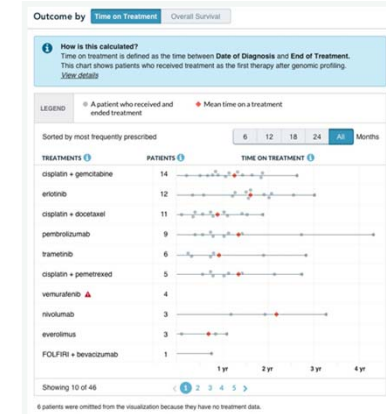 Outcome by Time on Treatment Overall Survival
How is this calculated?
Time on treatment is defined as the time between Date of Diagnosis and End of Treatment.
This chart shows patients who received treatment as the first therapy after genomic profiling.
View details
LEGEND
A patient who received and
ended treatment
Mean time on a treatment
Sorted by most frequently prescribed
6 12 18 24 All Months
TREATMENTS PATIENTS TIME ON TREATMENT
cisplatin + gemcitabine 14
erlotinib 12
cisplatin + docetaxel 11
pembrolizumab 9
trametinib 6
cisplatin + pemetrexed 5
vemurafenib 4
nivolumab 3
everolimus 3
FOLFIRI + bevacizumab 1
1 yr 2 yr 3 yr 4 yr
Showing 10 of 46
< 1 2 3 4 5 >
6 patients were omitted from the visualization because they have no treatment data.